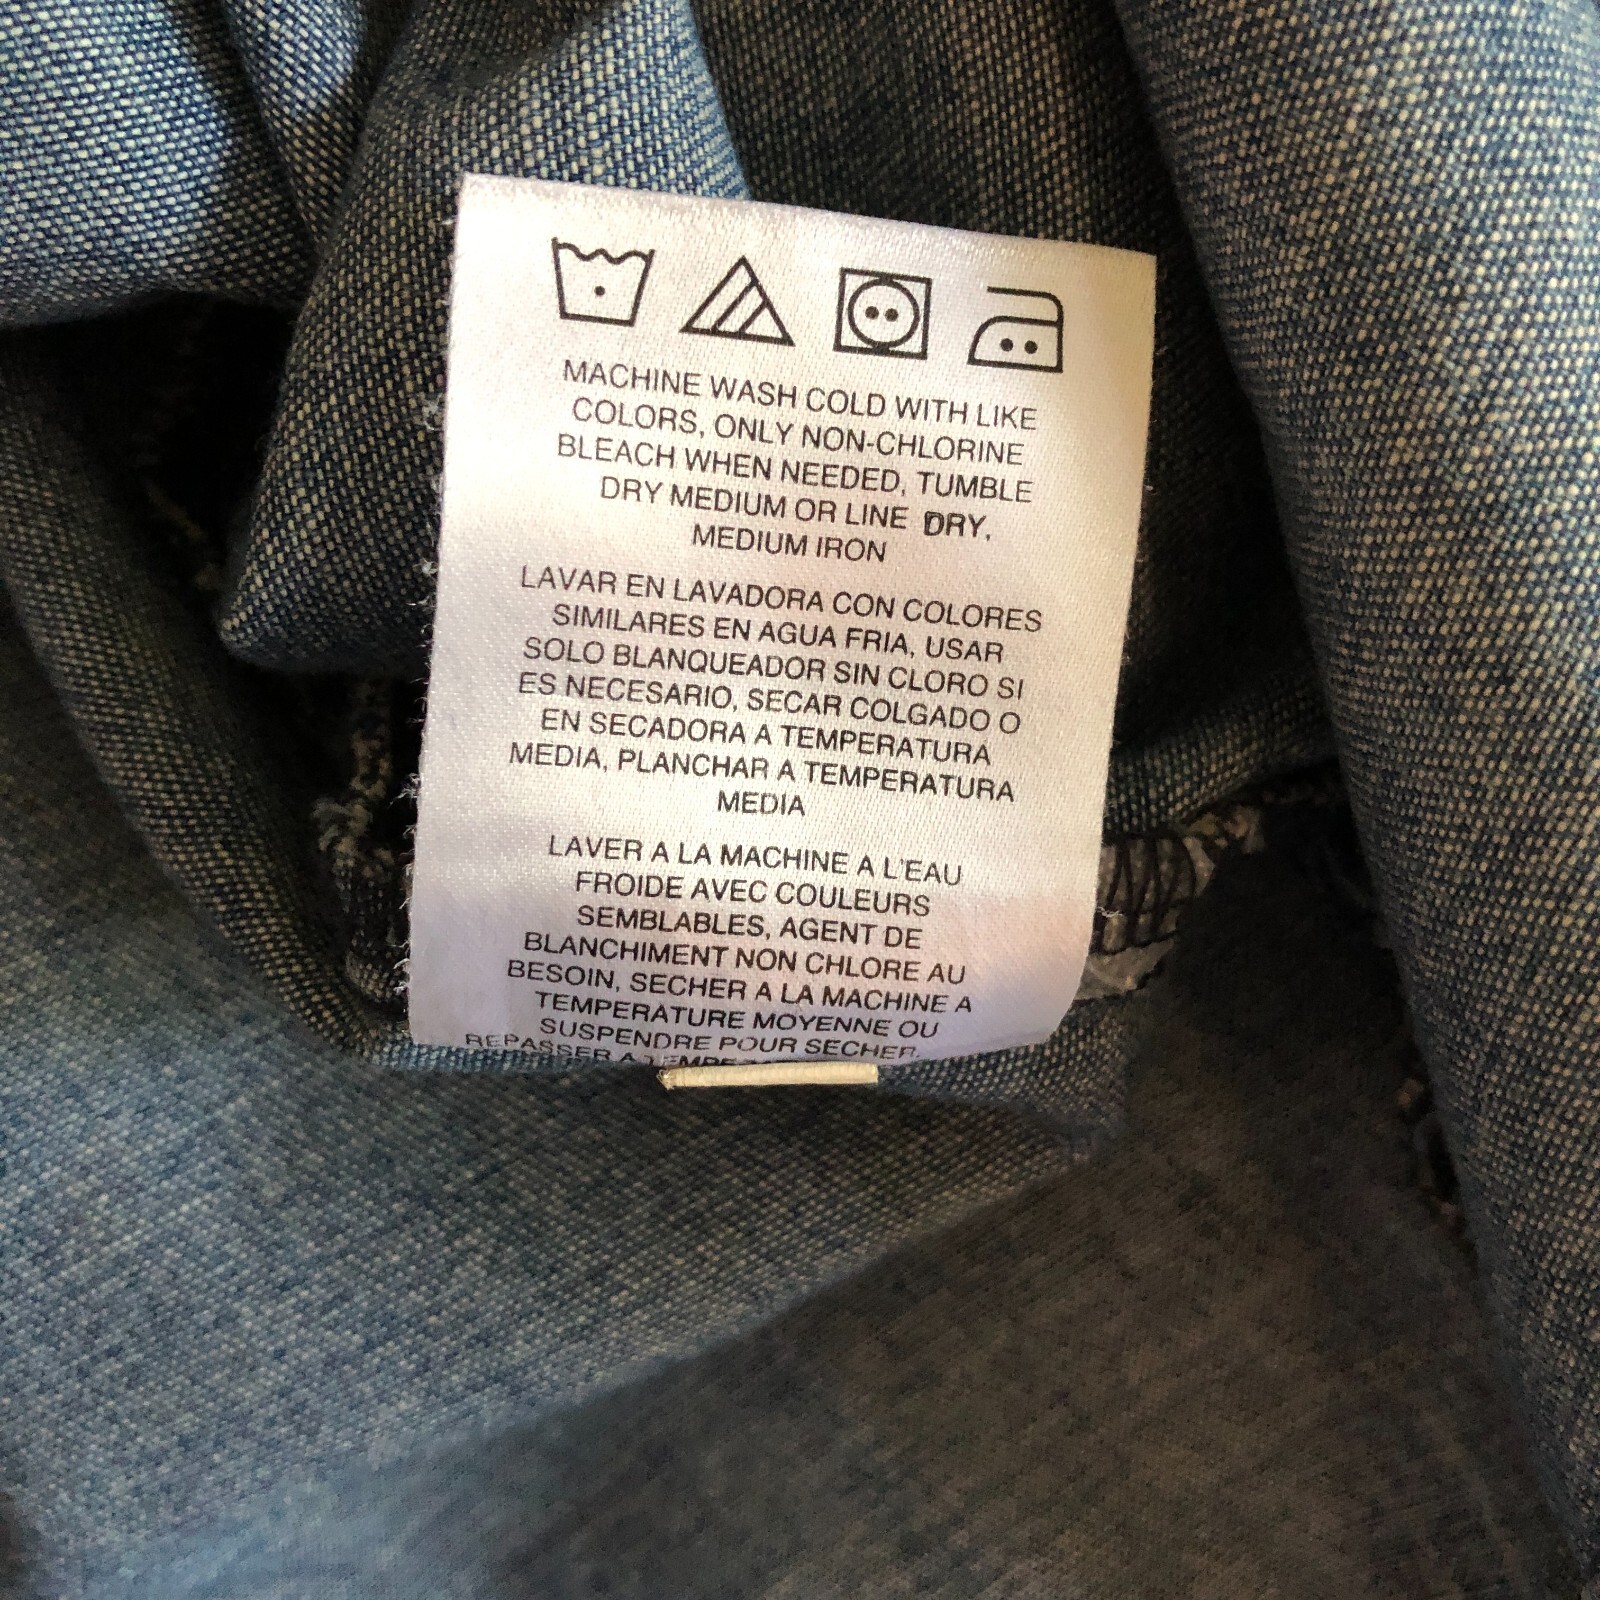 MACHINE WASH COLD WITH LIKE
COLORS, ONLY NON-CHLORINE
BLEACH WHEN NEEDED, TUMBLE
DRY MEDIUM OR LINE DRY,
MEDIUM IRON
LAVAR EN LAVADORA CON COLORES
SIMILARES EN AGUA FRIA, USAR
SOLO BLANQUEADOR SIN CLORO SI
ES NECESARIO, SECAR COLGADO O
EN SECADORA A TEMPERATURA
MEDIA, PLANCHAR A TEMPERATURA
MEDIA
LAVER A LA MACHINE A L'EAU
FROIDE AVEC COULEURS
SEMBLABLES, AGENT DE
BLANCHIMENT NON CHLORE AU
BESOIN, SECHER A LA MACHINE A
TEMPERATURE MOYENNE OU
SUSPENDRE POUR SECHER,
REPASSER A